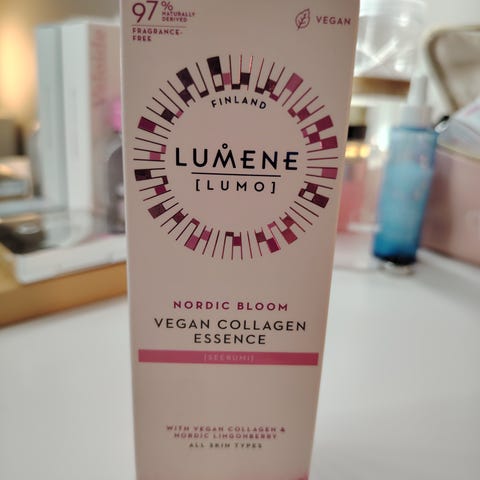 97% NATURALLY DERIVED
FRAGRANCE-
FREE
VEGAN
FINLAND
LUMENE
[LUMO]
NORDIC BLOOM
VEGAN COLLAGEN
ESSENCE
[SEERUMI]
WITH VEGAN COLLAGEN &
NORDIC LINGONBERRY
ALL SKIN TYPES